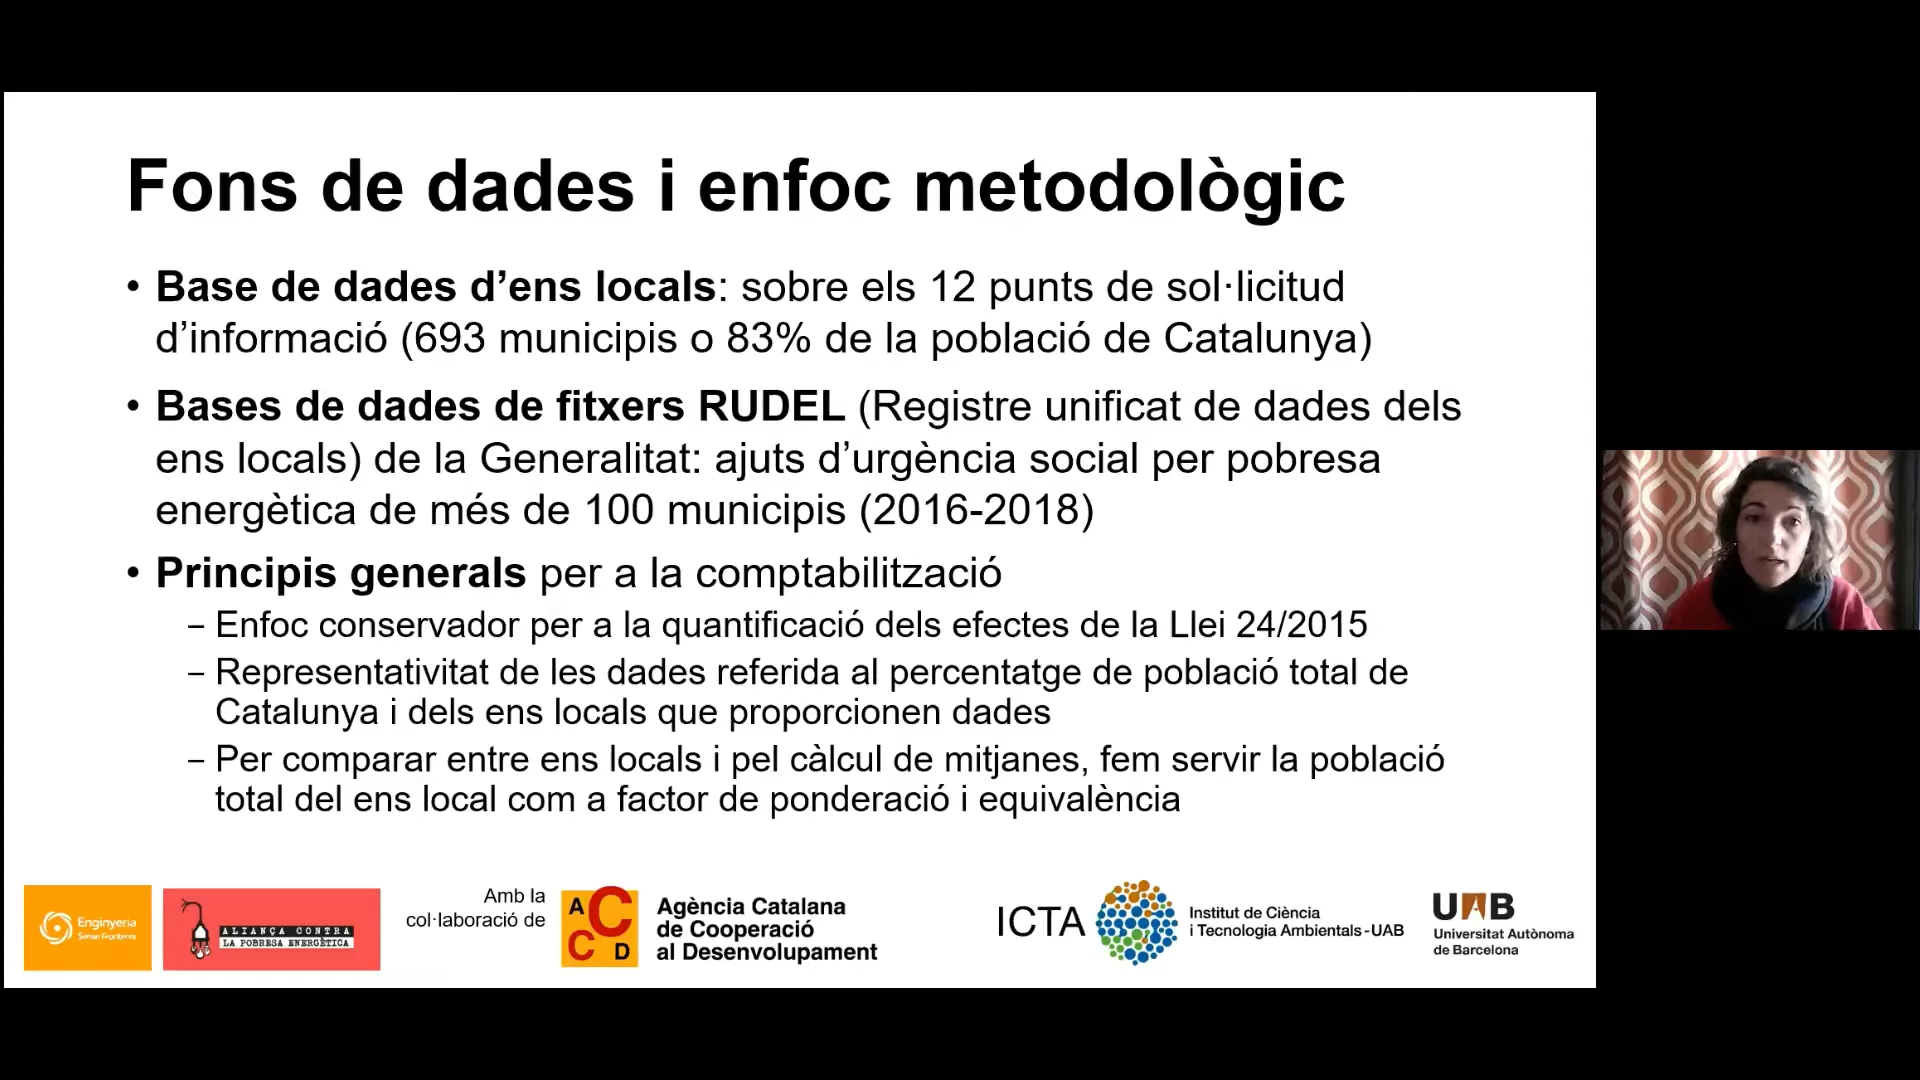 Fons de dades i enfoc metodològic
• Base de dades d’ens locals: sobre els 12 punts de sol·licitud
d’informació (693 municipis o 83% de la població de Catalunya)
• Bases de dades de fitxers RUDEL (Registre unificat de dades dels
ens locals) de la Generalitat: ajuts d’urgència social per pobresa
energètica de més de 100 municipis (2016-2018)
• Principis generals per a la comptabilització
– Enfoc conservador per a la quantificació dels efectes de la Llei 24/2015
– Representativitat de les dades referida al percentatge de població total de
Catalunya i dels ens locals que proporcionen dades
– Per comparar entre ens locals i pel càlcul de mitjanes, fem servir la població
total del ens local com a factor de ponderació i equivalència
Enginyeria
Sense Fronteres
ALIANÇA CONTRA
LA POBRESA ENERGÈTICA
Amb la
col·laboració de
ACCD
Agència Catalana
de Cooperació
al Desenvolupament
ICTA
Institut de Ciència
i Tecnologia Ambientals-UAB
UAB
Universitat Autònoma
de Barcelona